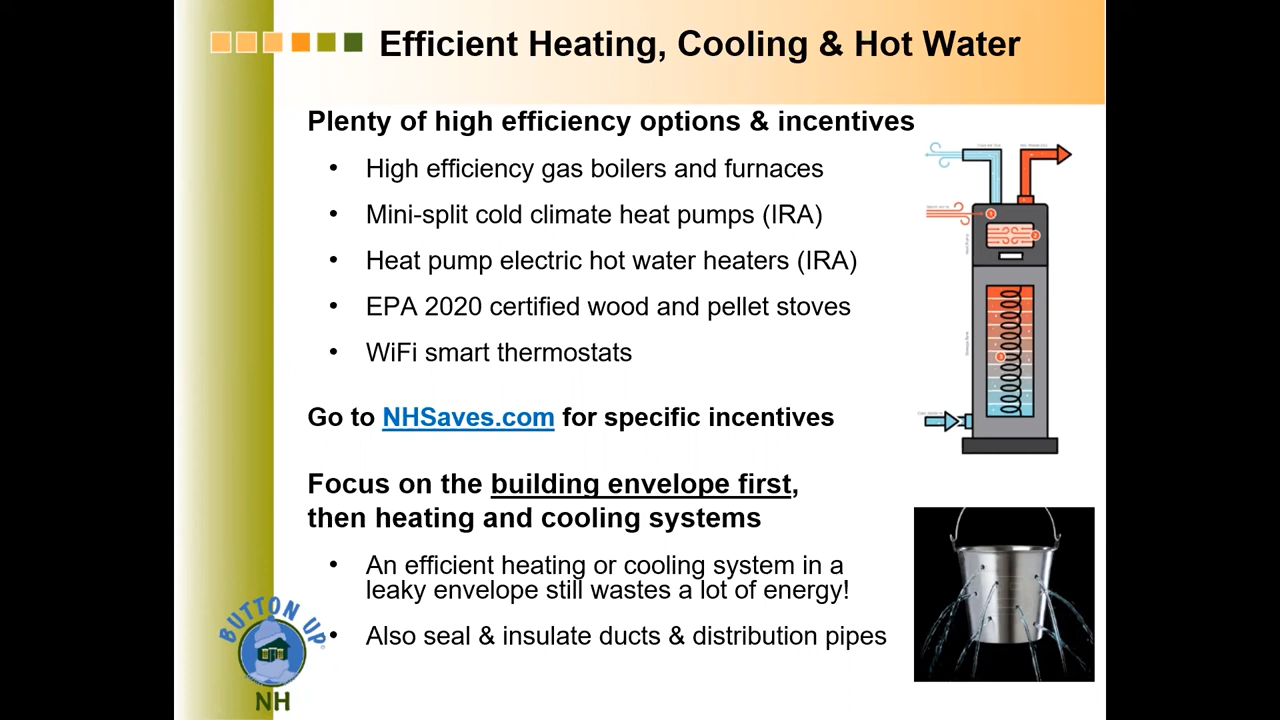 Efficient Heating, Cooling & Hot Water
Plenty of high efficiency options & incentives
• High efficiency gas boilers and furnaces
• Mini-split cold climate heat pumps (IRA)
• Heat pump electric hot water heaters (IRA)
• EPA 2020 certified wood and pellet stoves
• WiFi smart thermostats
Go to NHSaves.com for specific incentives
Focus on the building envelope first,
then heating and cooling systems
• An efficient heating or cooling system in a
leaky envelope still wastes a lot of energy!
• Also seal & insulate ducts & distribution pipes
1
2
3
BUTTON UP
NH